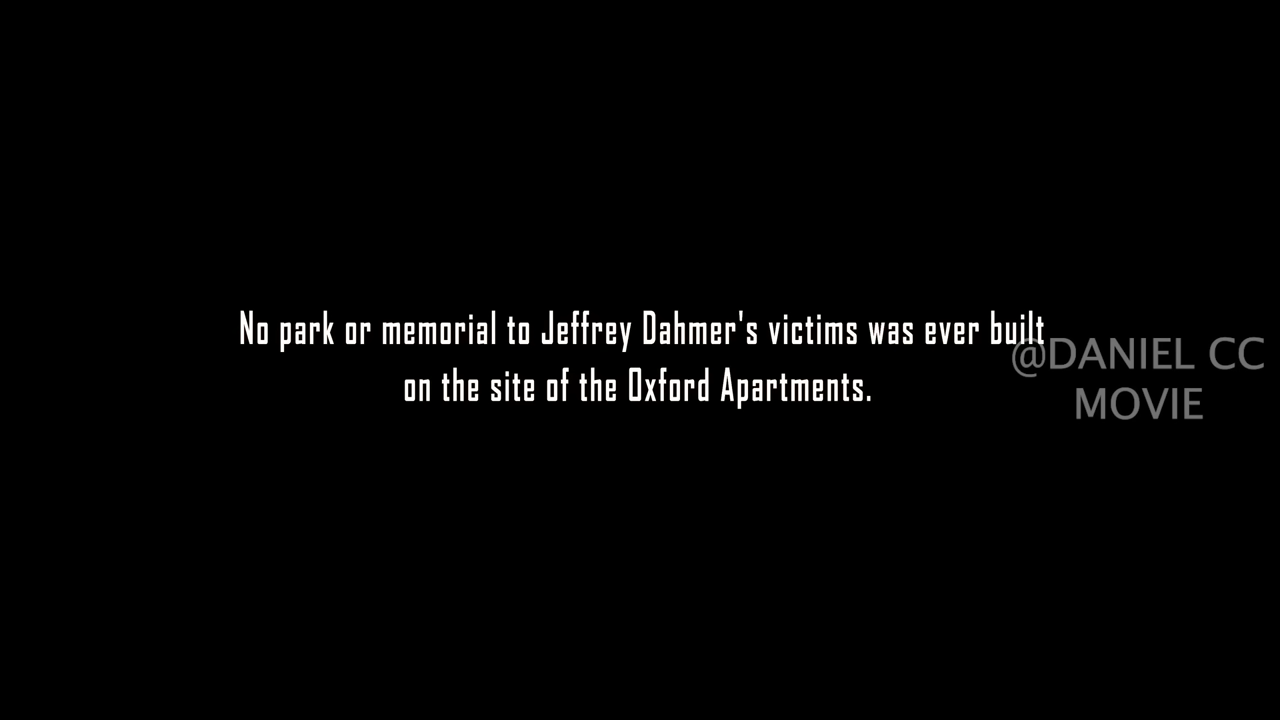 No park or memorial to Jeffrey Dahmer's victims was ever built
on the site of the Oxford Apartments.
@DANIEL CC
MOVIE